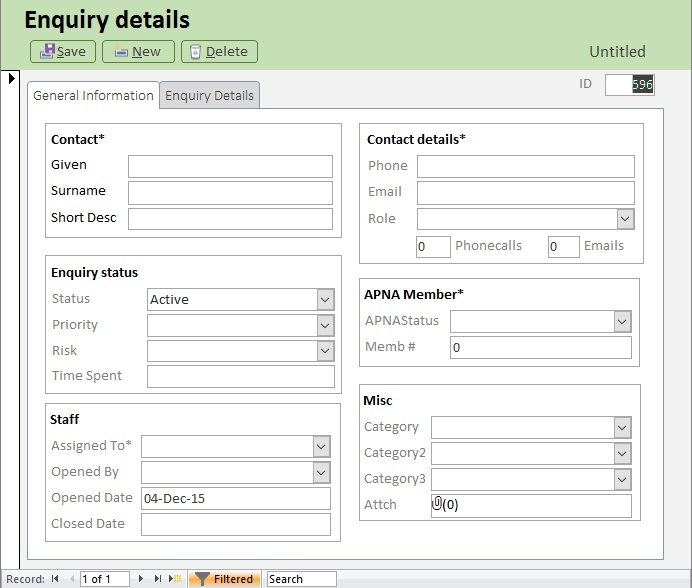 Enquiry details
Save New Delete
Untitled
ID 596
General Information Enquiry Details
Contact*
Given
Surname
Short Desc
Contact details*
Phone
Email
Role
0 Phonecalls 0 Emails
Enquiry status
Status Active
Priority
Risk
Time Spent
APNA Member*
APNAStatus
Memb # 0
Staff
Assigned To*
Opened By
Opened Date 04-Dec-15
Closed Date
Misc
Category
Category2
Category3
Attch (0)
Record: 1 of 1 Filtered Search